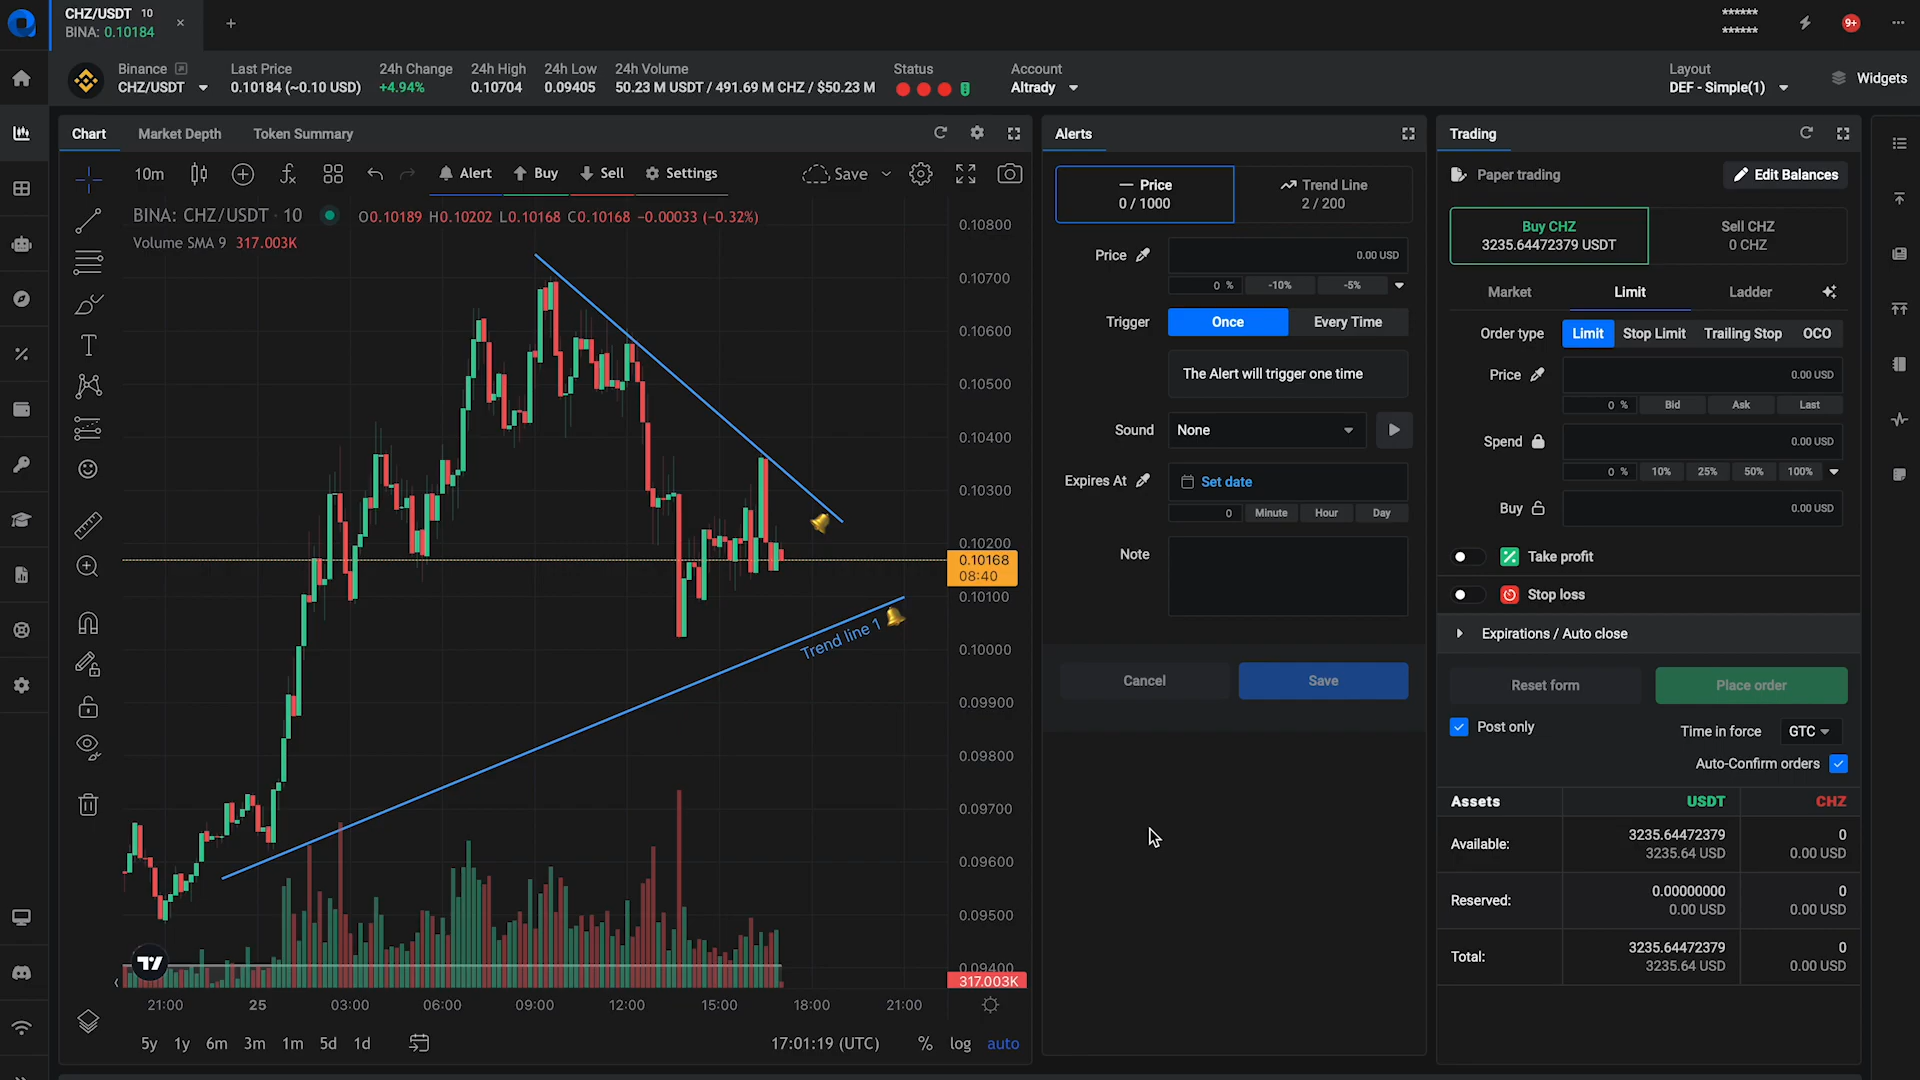 CHZ/USDT 10
BINA: 0.10184
******
******
9+
Binance
CHZ/USDT
Last Price
0.10184 (~0.10 USD)
24h Change
+4.94%
24h High
0.10704
24h Low
0.09405
24h Volume
50.23 M USDT / 491.69 M CHZ / $50.23 M
Status
Account
Altrady
Layout
DEF - Simple(1)
Widgets
Chart
Market Depth
Token Summary
10m
Alert
Buy
Sell
Settings
Save
BINA: CHZ/USDT · 10
O0.10189 H0.10202 L0.10168 C0.10168 −0.00033 (−0.32%)
Volume SMA 9 317.003K
0.10800
0.10700
0.10600
0.10500
0.10400
0.10300
0.10200
0.10168
08:40
0.10100
0.10000
0.09900
0.09800
0.09700
0.09600
0.09500
0.09400
317.003K
Trend line 1
21:00
25
03:00
06:00
09:00
12:00
15:00
18:00
21:00
5y
1y
6m
3m
1m
5d
1d
17:01:19 (UTC)
%
log
auto
Alerts
Price
0 / 1000
Trend Line
2 / 200
Price
0.00 USD
0 %
-10%
-5%
Trigger
Once
Every Time
The Alert will trigger one time
Sound
None
Expires At
Set date
0
Minute
Hour
Day
Note
Cancel
Save
Trading
Paper trading
Edit Balances
Buy CHZ
3235.64472379 USDT
Sell CHZ
0 CHZ
Market
Limit
Ladder
Order type
Limit
Stop Limit
Trailing Stop
OCO
Price
0.00 USD
0 %
Bid
Ask
Last
Spend
0.00 USD
0 %
10%
25%
50%
100%
Buy
0.00 USD
Take profit
Stop loss
Expirations / Auto close
Reset form
Place order
Post only
Time in force
GTC
Auto-Confirm orders
Assets
USDT
CHZ
Available:
3235.64472379
3235.64 USD
0
0.00 USD
Reserved:
0.00000000
0.00 USD
0
0.00 USD
Total:
3235.64472379
3235.64 USD
0
0.00 USD